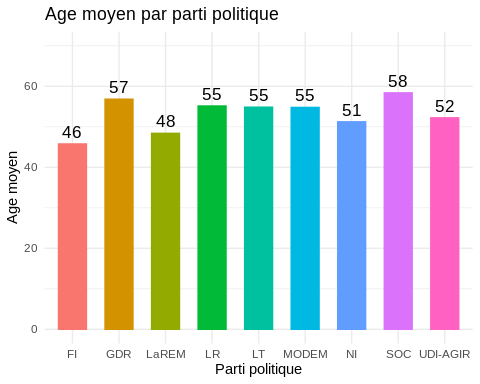 Age moyen par parti politique
Age moyen
60
40
20
0
46
57
48
55
55
55
51
58
52
FI
GDR
LaREM
LR
LT
MODEM
NI
SOC
UDI-AGIR
Parti politique